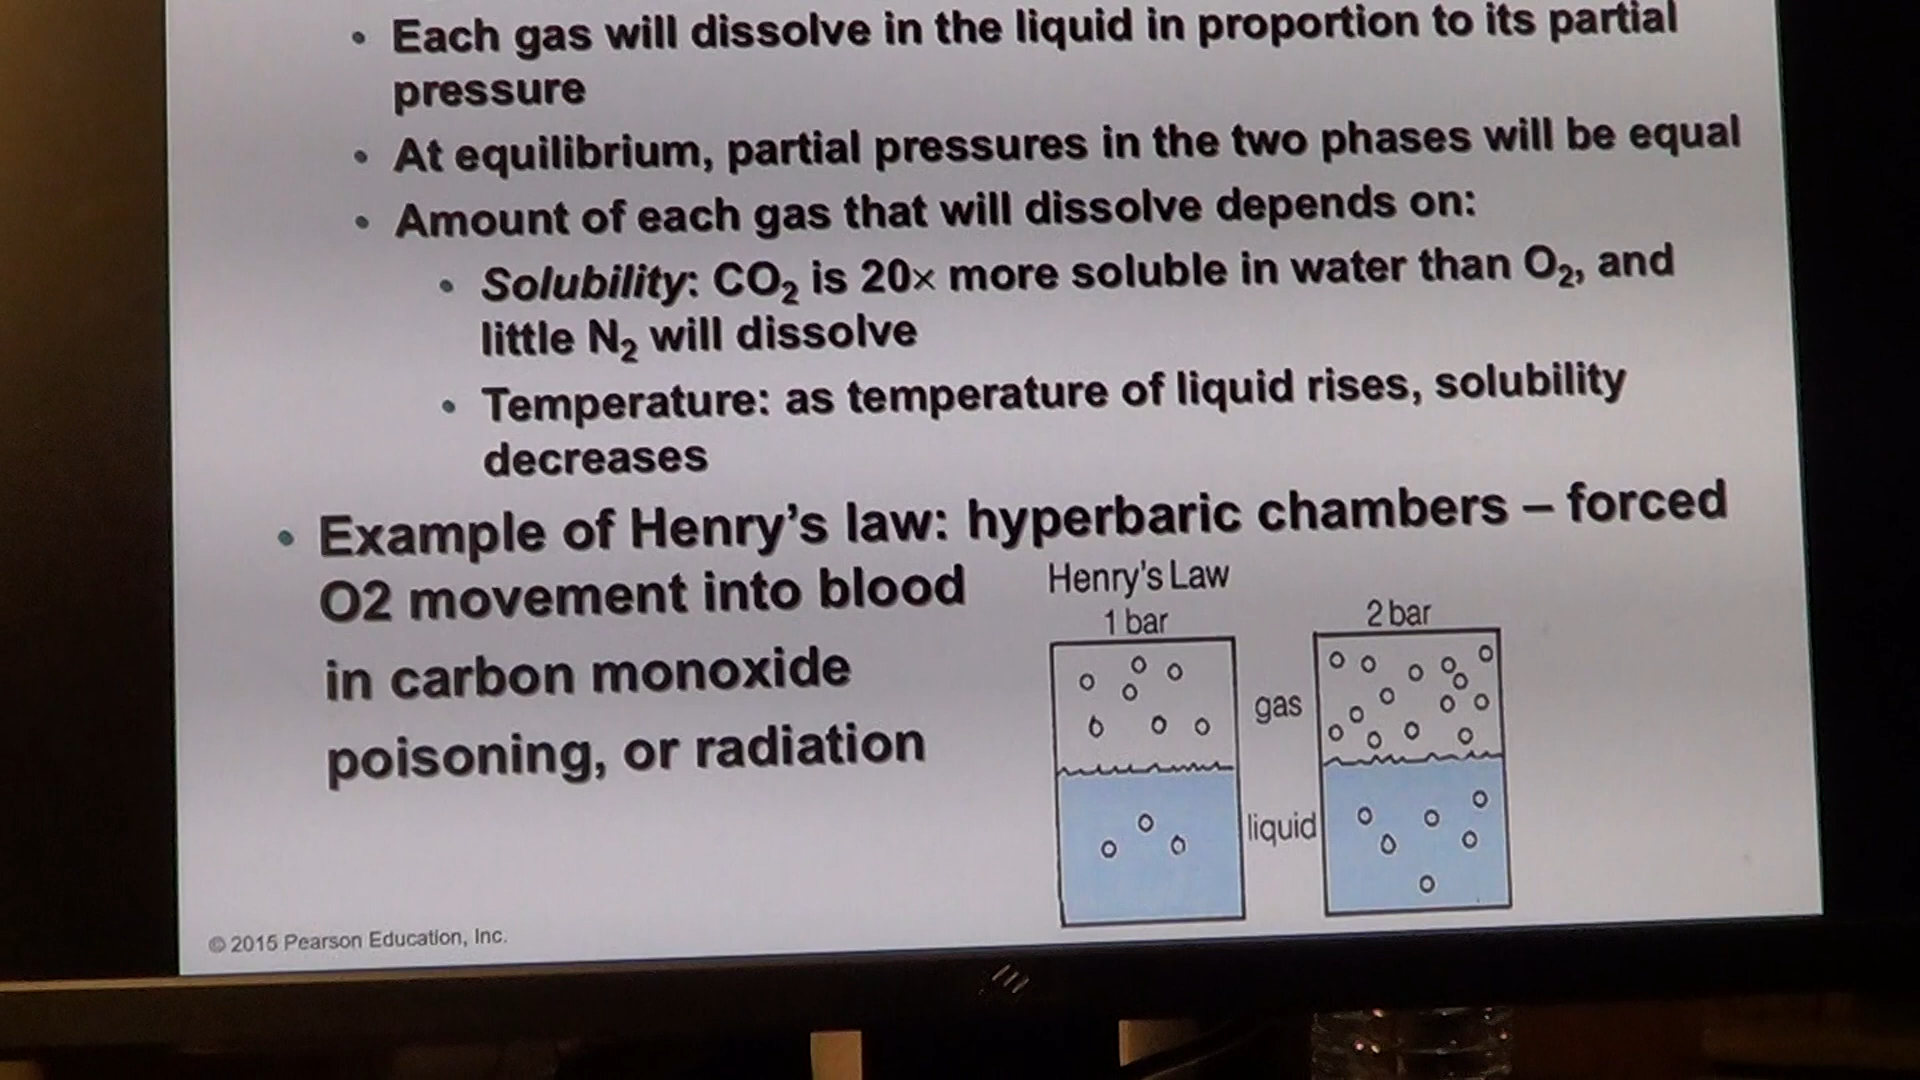 • Each gas will dissolve in the liquid in proportion to its partial
pressure
• At equilibrium, partial pressures in the two phases will be equal
• Amount of each gas that will dissolve depends on:
• Solubility: CO₂ is 20× more soluble in water than O₂, and
little N₂ will dissolve
• Temperature: as temperature of liquid rises, solubility
decreases
• Example of Henry's law: hyperbaric chambers – forced
O2 movement into blood
in carbon monoxide
poisoning, or radiation
Henry's Law
1 bar
2 bar
gas
liquid
© 2015 Pearson Education, Inc.